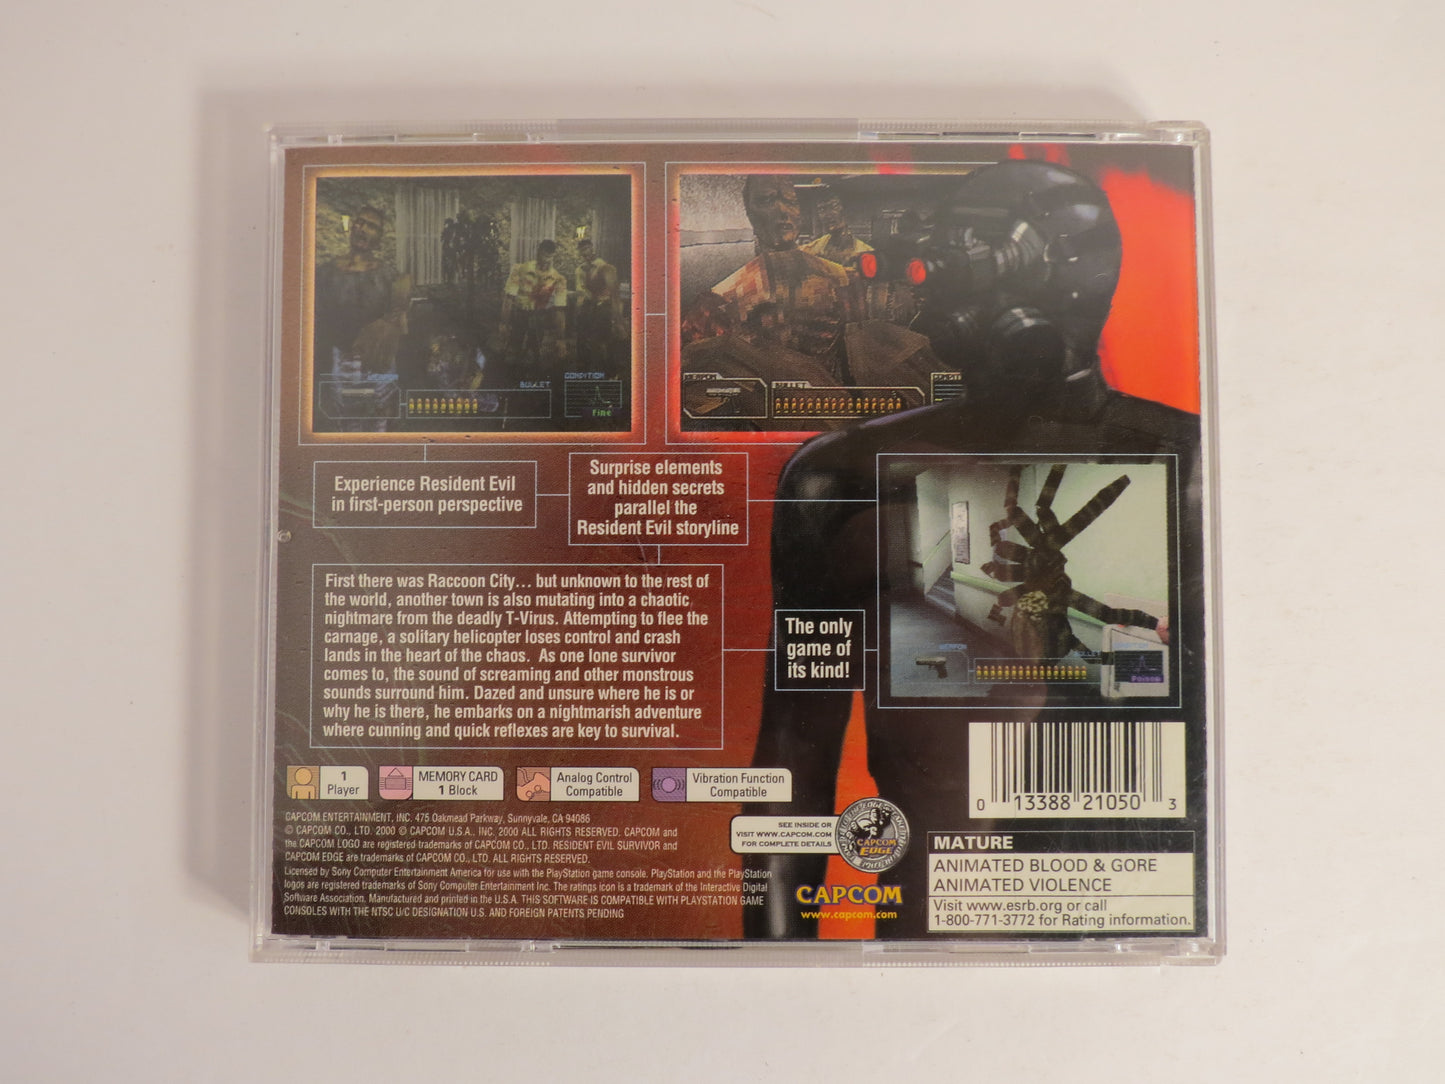 WEAPON
BULLET
CONDITION
Fine
WEAPON
BULLET
Experience Resident Evil
in first-person perspective
Surprise elements
and hidden secrets
parallel the
Resident Evil storyline
First there was Raccoon City... but unknown to the rest of
the world, another town is also mutating into a chaotic
nightmare from the deadly T-Virus. Attempting to flee the
carnage, a solitary helicopter loses control and crash
lands in the heart of the chaos. As one lone survivor
comes to, the sound of screaming and other monstrous
sounds surround him. Dazed and unsure where he is or
why he is there, he embarks on a nightmarish adventure
where cunning and quick reflexes are key to survival.
The only
game of
its kind!
WEAPON
Poison
1
Player
MEMORY CARD
1 Block
Analog Control
Compatible
Vibration Function
Compatible
CAPCOM ENTERTAINMENT, INC. 475 Oakmead Parkway, Sunnyvale, CA 94086
© CAPCOM CO., LTD. 2000 © CAPCOM U.S.A., INC. 2000 ALL RIGHTS RESERVED. CAPCOM and
the CAPCOM LOGO are registered trademarks of CAPCOM CO., LTD. RESIDENT EVIL SURVIVOR and
CAPCOM EDGE are trademarks of CAPCOM CO., LTD. ALL RIGHTS RESERVED.
Licensed by Sony Computer Entertainment America for use with the PlayStation game console. PlayStation and the PlayStation
logos are registered trademarks of Sony Computer Entertainment Inc. The ratings icon is a trademark of the Interactive Digital
Software Association. Manufactured and printed in the U.S.A. THIS SOFTWARE IS COMPATIBLE WITH PLAYSTATION GAME
CONSOLES WITH THE NTSC U/C DESIGNATION U.S. AND FOREIGN PATENTS PENDING
SEE INSIDE OR
VISIT WWW.CAPCOM.COM
FOR COMPLETE DETAILS
CAPCOM
EDGE
CAPCOM
www.capcom.com
0 13388 21050 3
MATURE
ANIMATED BLOOD & GORE
ANIMATED VIOLENCE
Visit www.esrb.org or call
1-800-771-3772 for Rating information.